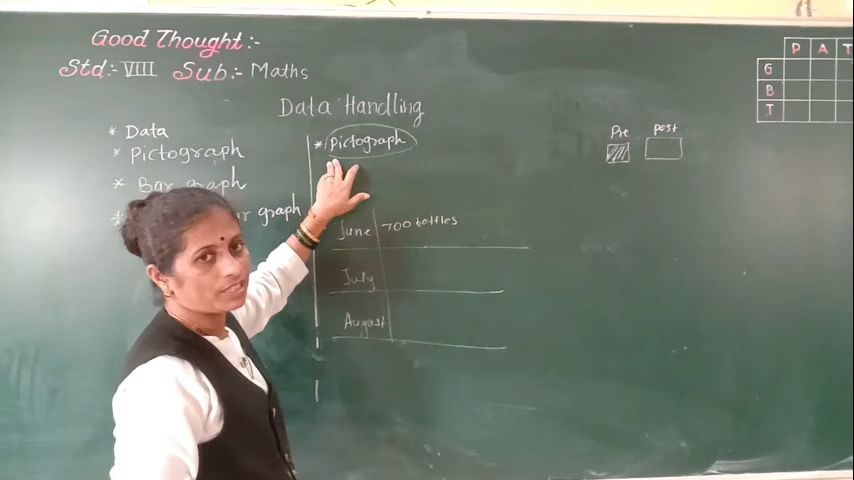 Good Thought:-
Std:- VIII Sub:- Maths
Data Handling
* Data
* Pictograph
* Bar graph
* graph
* Pictograph
June 700 bottles
July
August
Pre post
P A T
G
B
T